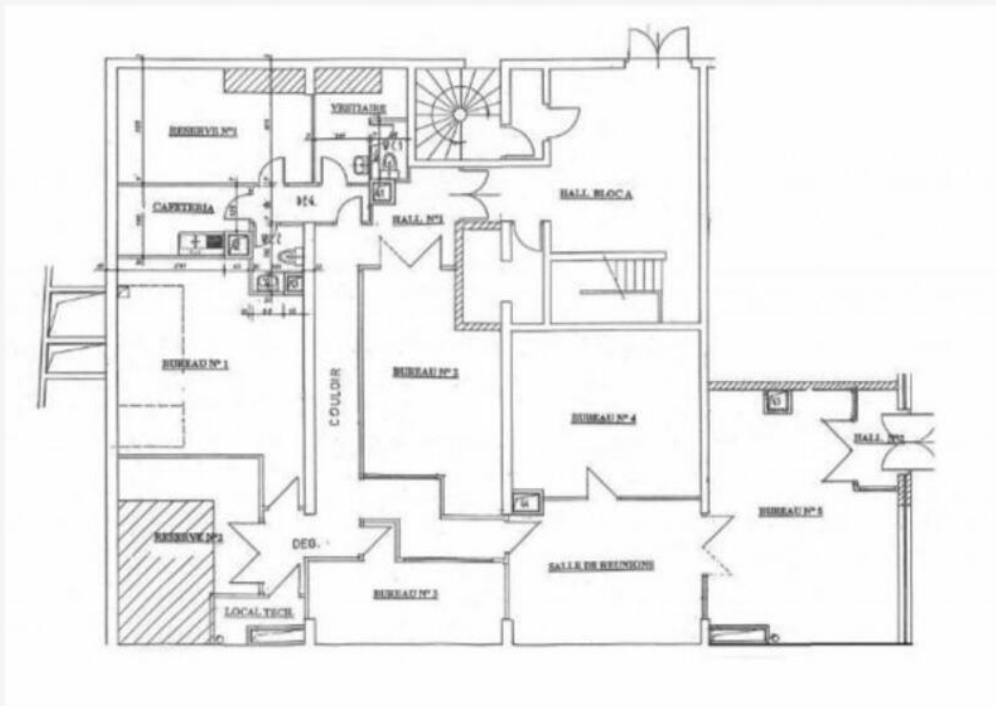 VESTIAIRE
RESERVE N°1
CAFETERIA
DEG.
HALL N°1
HALL BLOC A
BUREAU N° 1
COULOIR
BUREAU N° 2
BUREAU N° 4
HALL N°2
BUREAU N° 5
RESERVE N°2
DEG.
SALLE DE REUNIONS
BUREAU N° 3
LOCAL TECH.